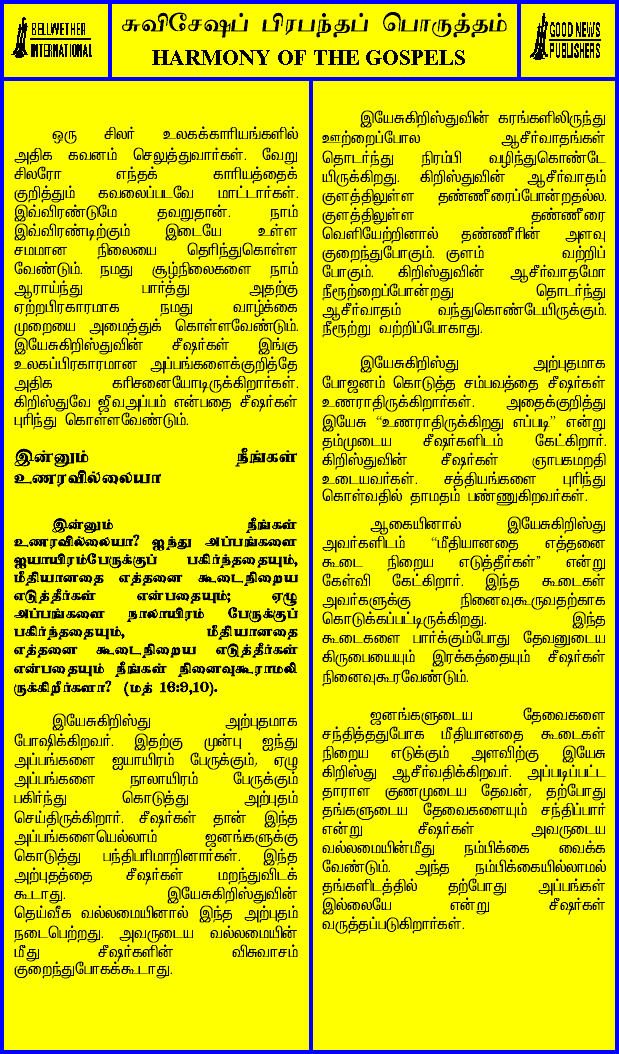 BELLWETHER
INTERNATIONAL
சுவிசேஷப் பிரபந்தப் பொருத்தம்
HARMONY OF THE GOSPELS
GOOD NEWS
PUBLISHERS
ஒரு சிலர் உலகக்காரியங்களில்
அதிக கவனம் செலுத்துவார்கள். வேறு
சிலரோ எந்தக் காரியத்தைக்
குறித்தும் கவலைப்படவே மாட்டார்கள்.
இவ்விரண்டுமே தவறுதான். நாம்
இவ்விரண்டிற்கும் இடையே உள்ள
சமமான நிலையை தெரிந்துகொள்ள
வேண்டும். நமது சூழ்நிலைகளை நாம்
ஆராய்ந்து பார்த்து அதற்கு
ஏற்றபிரகாரமாக நமது வாழ்க்கை
முறையை அமைத்துக் கொள்ளவேண்டும்.
இயேசுகிறிஸ்துவின் சீஷர்கள் இங்கு
உலகப்பிரகாரமான அப்பங்களைக்குறித்தே
அதிக கரிசனையோடிருக்கிறார்கள்.
கிறிஸ்துவே ஜீவஅப்பம் என்பதை சீஷர்கள்
புரிந்து கொள்ளவேண்டும்.
இன்னும் நீங்கள்
உணரவில்லையா
இன்னும் நீங்கள்
உணரவில்லையா? ஐந்து அப்பங்களை
ஐயாயிரம்பேருக்குப் பகிர்ந்ததையும்,
மீதியானதை எத்தனை கூடைநிறைய
எடுத்தீர்கள் என்பதையும்; ஏழு
அப்பங்களை நாலாயிரம் பேருக்குப்
பகிர்ந்ததையும், மீதியானதை
எத்தனை கூடைநிறைய எடுத்தீர்கள்
என்பதையும் நீங்கள் நினைவுகூராமலி
ருக்கிறீர்களா? (மத் 16:9,10).
இயேசுகிறிஸ்து அற்புதமாக
போஷிக்கிறவர். இதற்கு முன்பு ஐந்து
அப்பங்களை ஐயாயிரம் பேருக்கும், ஏழு
அப்பங்களை நாலாயிரம் பேருக்கும்
பகிர்ந்து கொடுத்து அற்புதம்
செய்திருக்கிறார். சீஷர்கள் தான் இந்த
அப்பங்களையெல்லாம் ஜனங்களுக்கு
கொடுத்து பந்திபரிமாறினார்கள். இந்த
அற்புதத்தை சீஷர்கள் மறந்துவிடக்
கூடாது. இயேசுகிறிஸ்துவின்
தெய்வீக வல்லமையினால் இந்த அற்புதம்
நடைபெற்றது. அவருடைய வல்லமையின்
மீது சீஷர்களின் விசுவாசம்
குறைந்துபோகக்கூடாது.
இயேசுகிறிஸ்துவின் கரங்களிலிருந்து
ஊற்றைப்போல ஆசீர்வாதங்கள்
தொடர்ந்து நிரம்பி வழிந்துகொண்டே
யிருக்கிறது. கிறிஸ்துவின் ஆசீர்வாதம்
குளத்திலுள்ள தண்ணீரைப்போன்றதல்ல.
குளத்திலுள்ள தண்ணீரை
வெளியேற்றினால் தண்ணீரின் அளவு
குறைந்துபோகும். குளம் வற்றிப்
போகும். கிறிஸ்துவின் ஆசீர்வாதமோ
நீரூற்றைப்போன்றது தொடர்ந்து
ஆசீர்வாதம் வந்துகொண்டேயிருக்கும்.
நீரூற்று வற்றிப்போகாது.
இயேசுகிறிஸ்து அற்புதமாக
போஜனம் கொடுத்த சம்பவத்தை சீஷர்கள்
உணராதிருக்கிறார்கள். அதைக்குறித்து
இயேசு “உணராதிருக்கிறது எப்படி” என்று
தம்முடைய சீஷர்களிடம் கேட்கிறார்.
கிறிஸ்துவின் சீஷர்கள் ஞாபகமறதி
உடையவர்கள். சத்தியங்களை புரிந்து
கொள்வதில் தாமதம் பண்ணுகிறவர்கள்.
ஆகையினால் இயேசுகிறிஸ்து
அவர்களிடம் “மீதியானதை எத்தனை
கூடை நிறைய எடுத்தீர்கள்” என்று
கேள்வி கேட்கிறார். இந்த கூடைகள்
அவர்களுக்கு நினைவுகூருவதற்காக
கொடுக்கப்பட்டிருக்கிறது. இந்த
கூடைகளை பார்க்கும்போது தேவனுடைய
கிருபையையும் இரக்கத்தையும் சீஷர்கள்
நினைவுகூரவேண்டும்.
ஜனங்களுடைய தேவைகளை
சந்தித்ததுபோக மீதியானதை கூடைகள்
நிறைய எடுக்கும் அளவிற்கு இயேசு
கிறிஸ்து ஆசீர்வதிக்கிறவர். அப்படிப்பட்ட
தாராள குணமுடைய தேவன், தற்போது
தங்களுடைய தேவைகளையும் சந்திப்பார்
என்று சீஷர்கள் அவருடைய
வல்லமையின்மீது நம்பிக்கை வைக்க
வேண்டும். அந்த நம்பிக்கையில்லாமல்
தங்களிடத்தில் தற்போது அப்பங்கள்
இல்லையே என்று சீஷர்கள்
வருத்தப்படுகிறார்கள்.